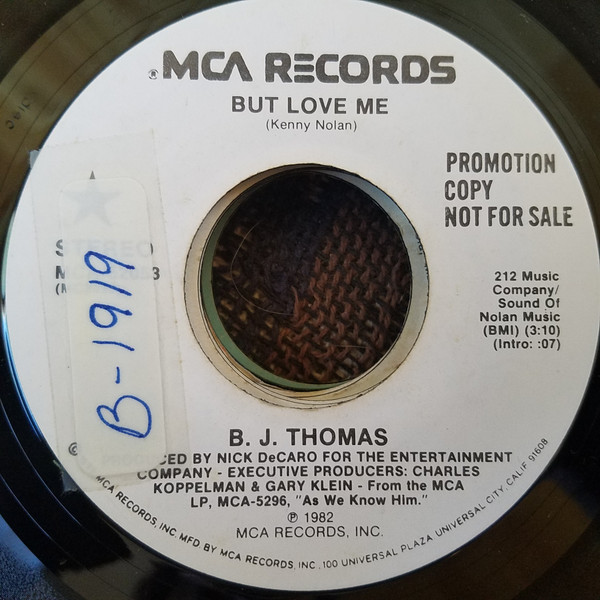 ®MCA RECORDS
BUT LOVE ME
(Kenny Nolan)
PROMOTION
COPY
NOT FOR SALE
B-1919
212 Music
Company/
Sound Of
Nolan Music
(BMI) (3:10)
(Intro: :07)
B. J. THOMAS
BY NICK DeCARO FOR THE ENTERTAINMENT
COMPANY - EXECUTIVE PRODUCERS: CHARLES
KOPPELMAN & GARY KLEIN - From the MCA
LP, MCA-5296, "As We Know Him."
℗ 1982
MCA RECORDS, INC.
MCA RECORDS, INC. MFD BY MCA RECORDS, INC., 100 UNIVERSAL PLAZA, UNIVERSAL CITY, CALIF. 91608